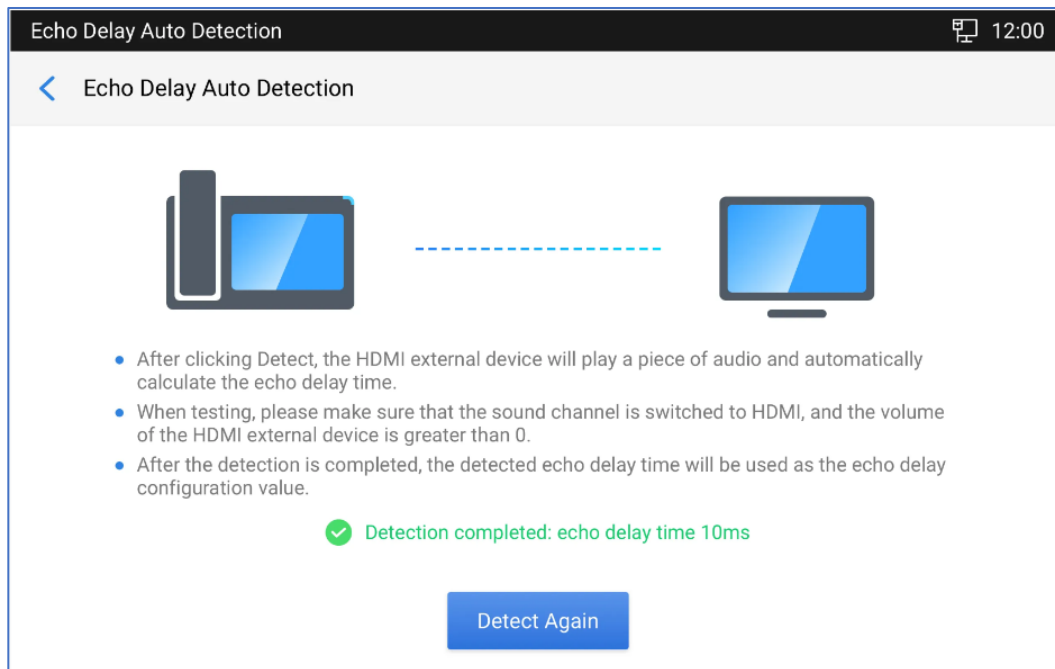 Echo Delay Auto Detection 12:00
Echo Delay Auto Detection
After clicking Detect, the HDMI external device will play a piece of audio and automatically
calculate the echo delay time.
When testing, please make sure that the sound channel is switched to HDMI, and the volume
of the HDMI external device is greater than 0.
After the detection is completed, the detected echo delay time will be used as the echo delay
configuration value.
Detection completed: echo delay time 10ms
Detect Again